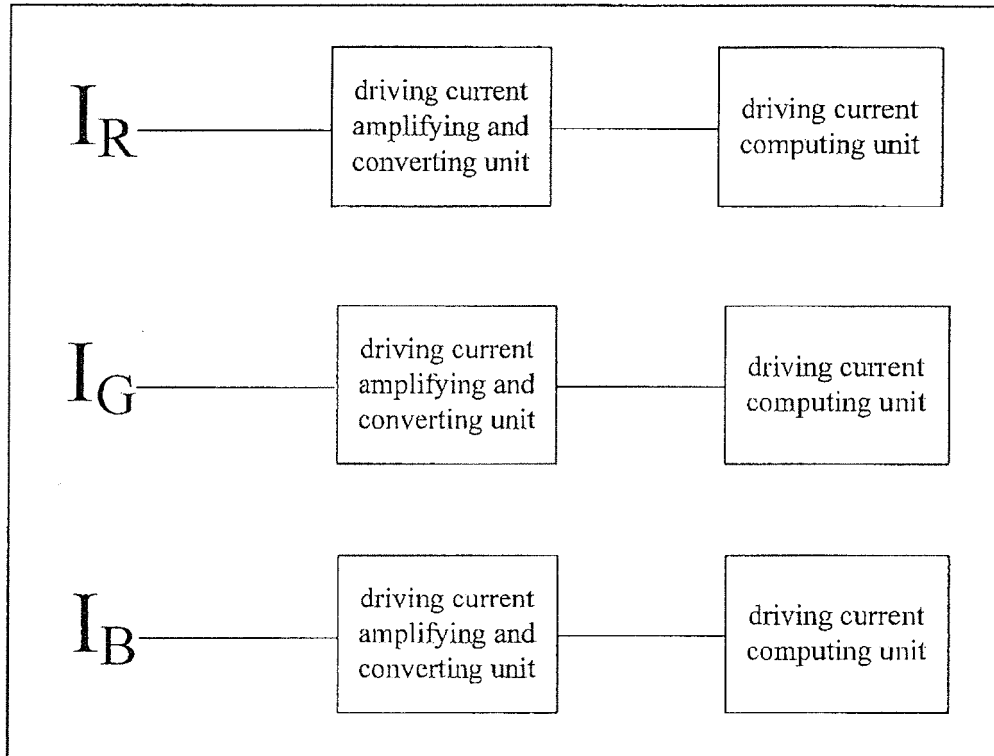 I_R
driving current
amplifying and
converting unit
driving current
computing unit
I_G
driving current
amplifying and
converting unit
driving current
computing unit
I_B
driving current
amplifying and
converting unit
driving current
computing unit